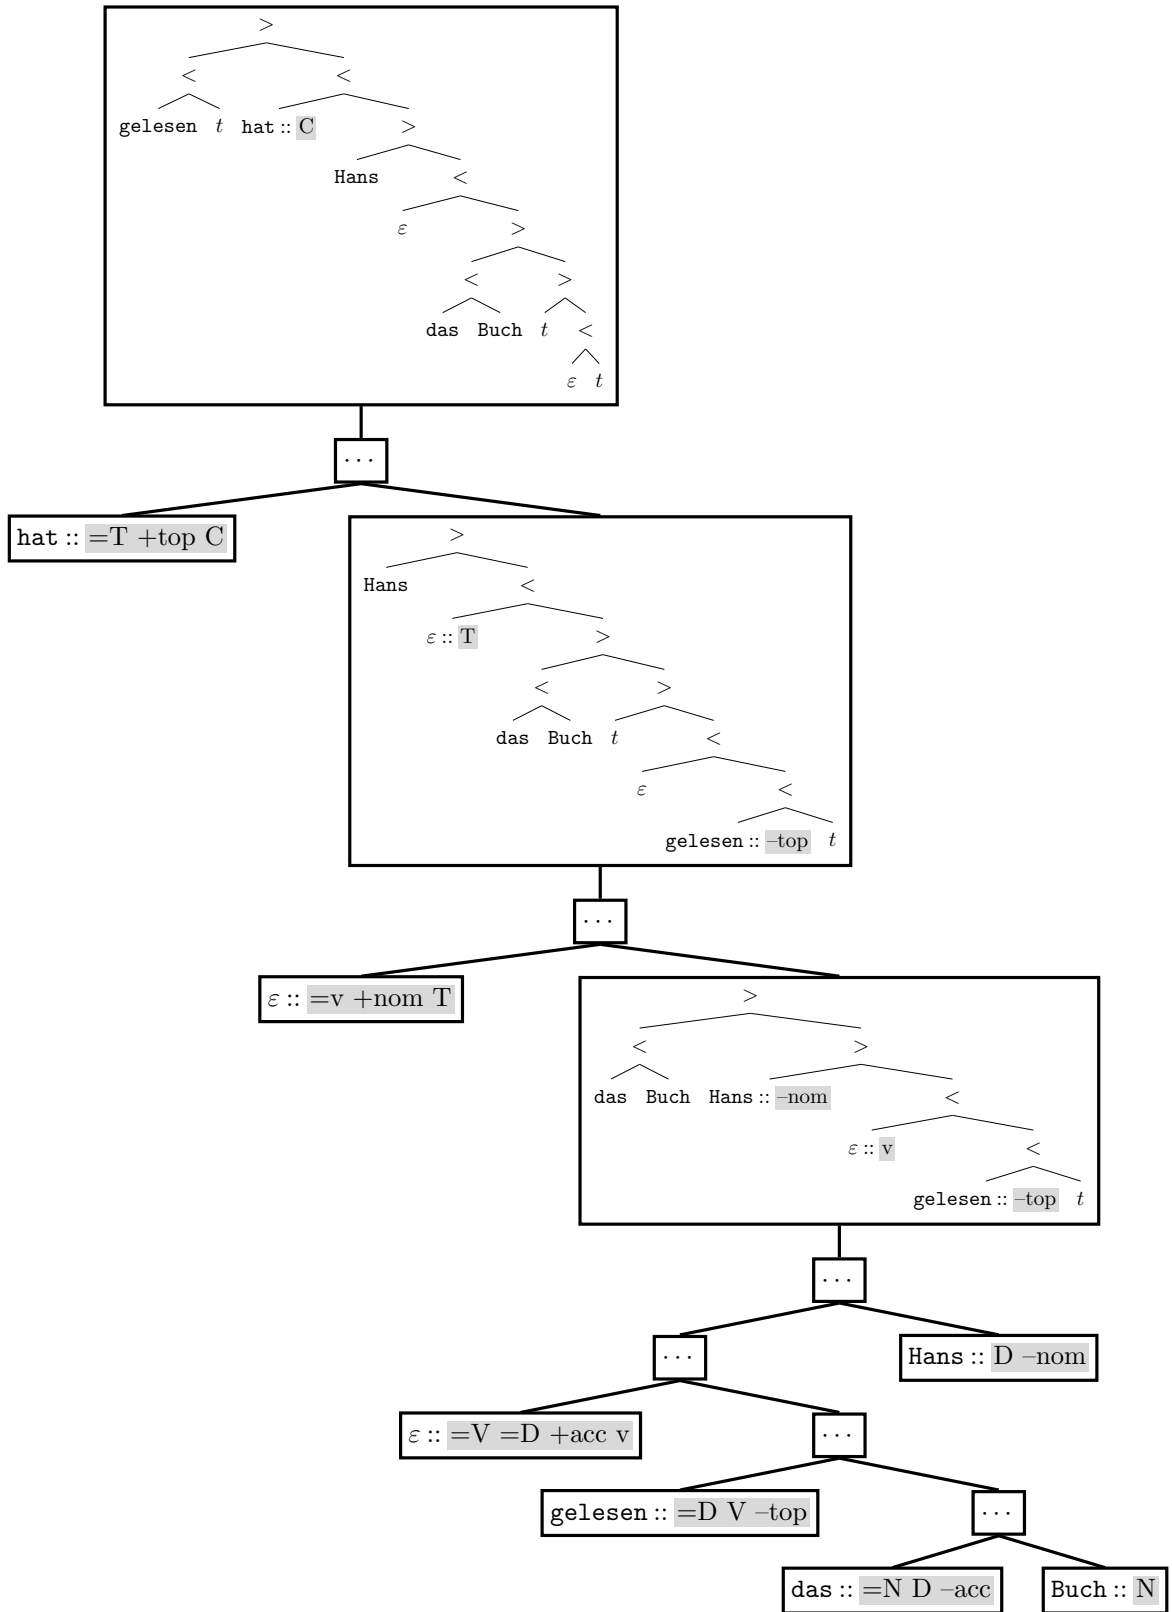 >
< <
gelesen t hat :: C >
Hans <
ε >
< >
das Buch t <
ε t
···
hat :: =T +top C
>
Hans <
ε :: T >
< >
das Buch t <
ε <
gelesen :: –top t
···
ε :: =v +nom T
>
< >
das Buch Hans :: –nom <
ε :: v <
gelesen :: –top t
···
···
Hans :: D –nom
ε :: =V =D +acc v
···
gelesen :: =D V –top
···
das :: =N D –acc
Buch :: N